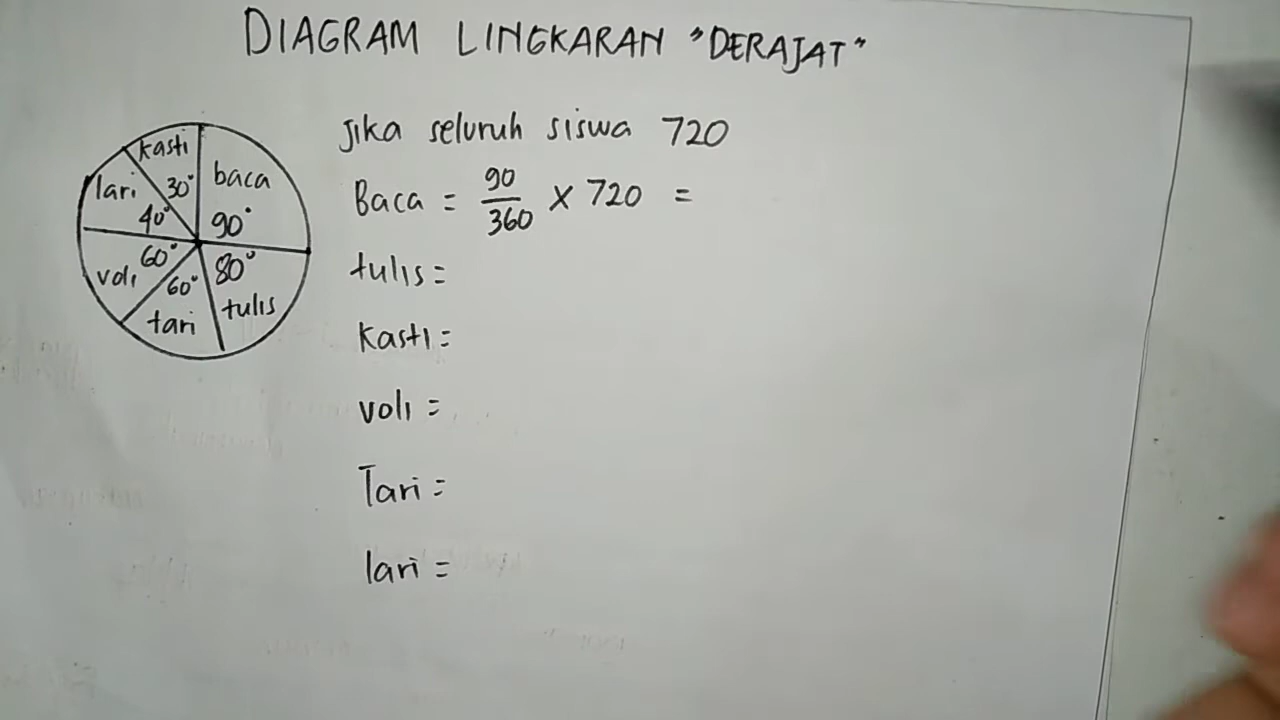 DIAGRAM LINGKARAN "DERAJAT"
kasti
30°
baca
90°
lari
40°
voli
60°
60°
tari
80°
tulis
Jika seluruh siswa 720
Baca = 90/360 x 720 =
tulis =
Kasti =
voli =
Tari =
lari =